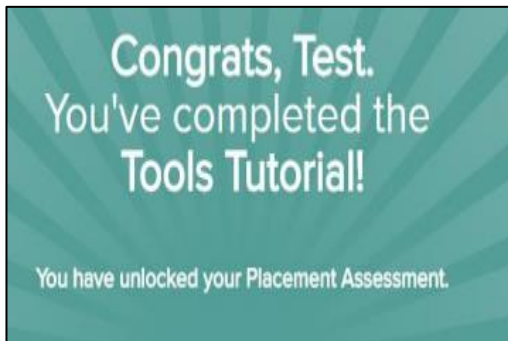 Congrats, Test.
You've completed the
Tools Tutorial!
You have unlocked your Placement Assessment.